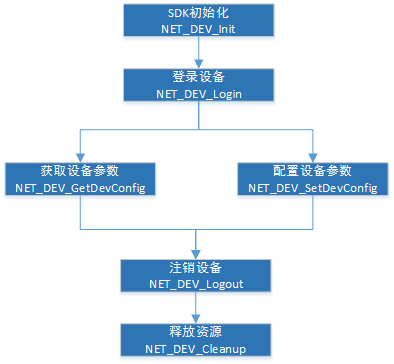 SDK初始化
NET_DEV_Init
登录设备
NET_DEV_Login
获取设备参数
NET_DEV_GetDevConfig
配置设备参数
NET_DEV_SetDevConfig
注销设备
NET_DEV_Logout
释放资源
NET_DEV_Cleanup